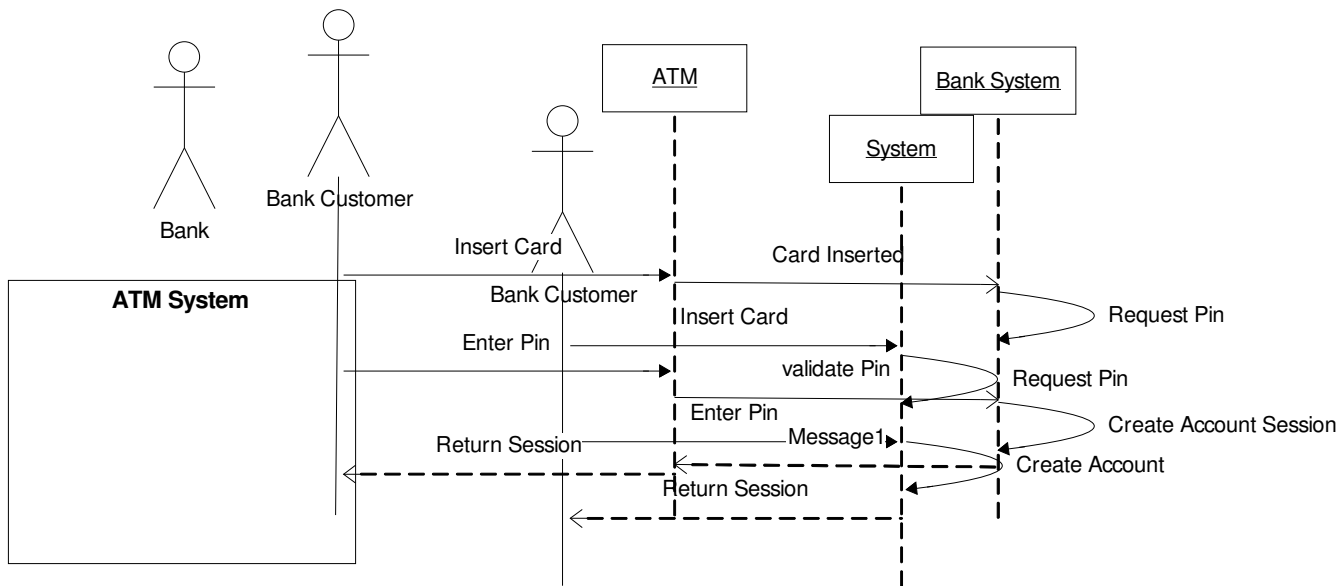 ATM
Bank System
System
Bank Customer
Bank
Insert Card
Card Inserted
ATM System
Bank Customer
Request Pin
Insert Card
Enter Pin
validate Pin
Request Pin
Enter Pin
Create Account Session
Return Session
Message1
Create Account
Return Session